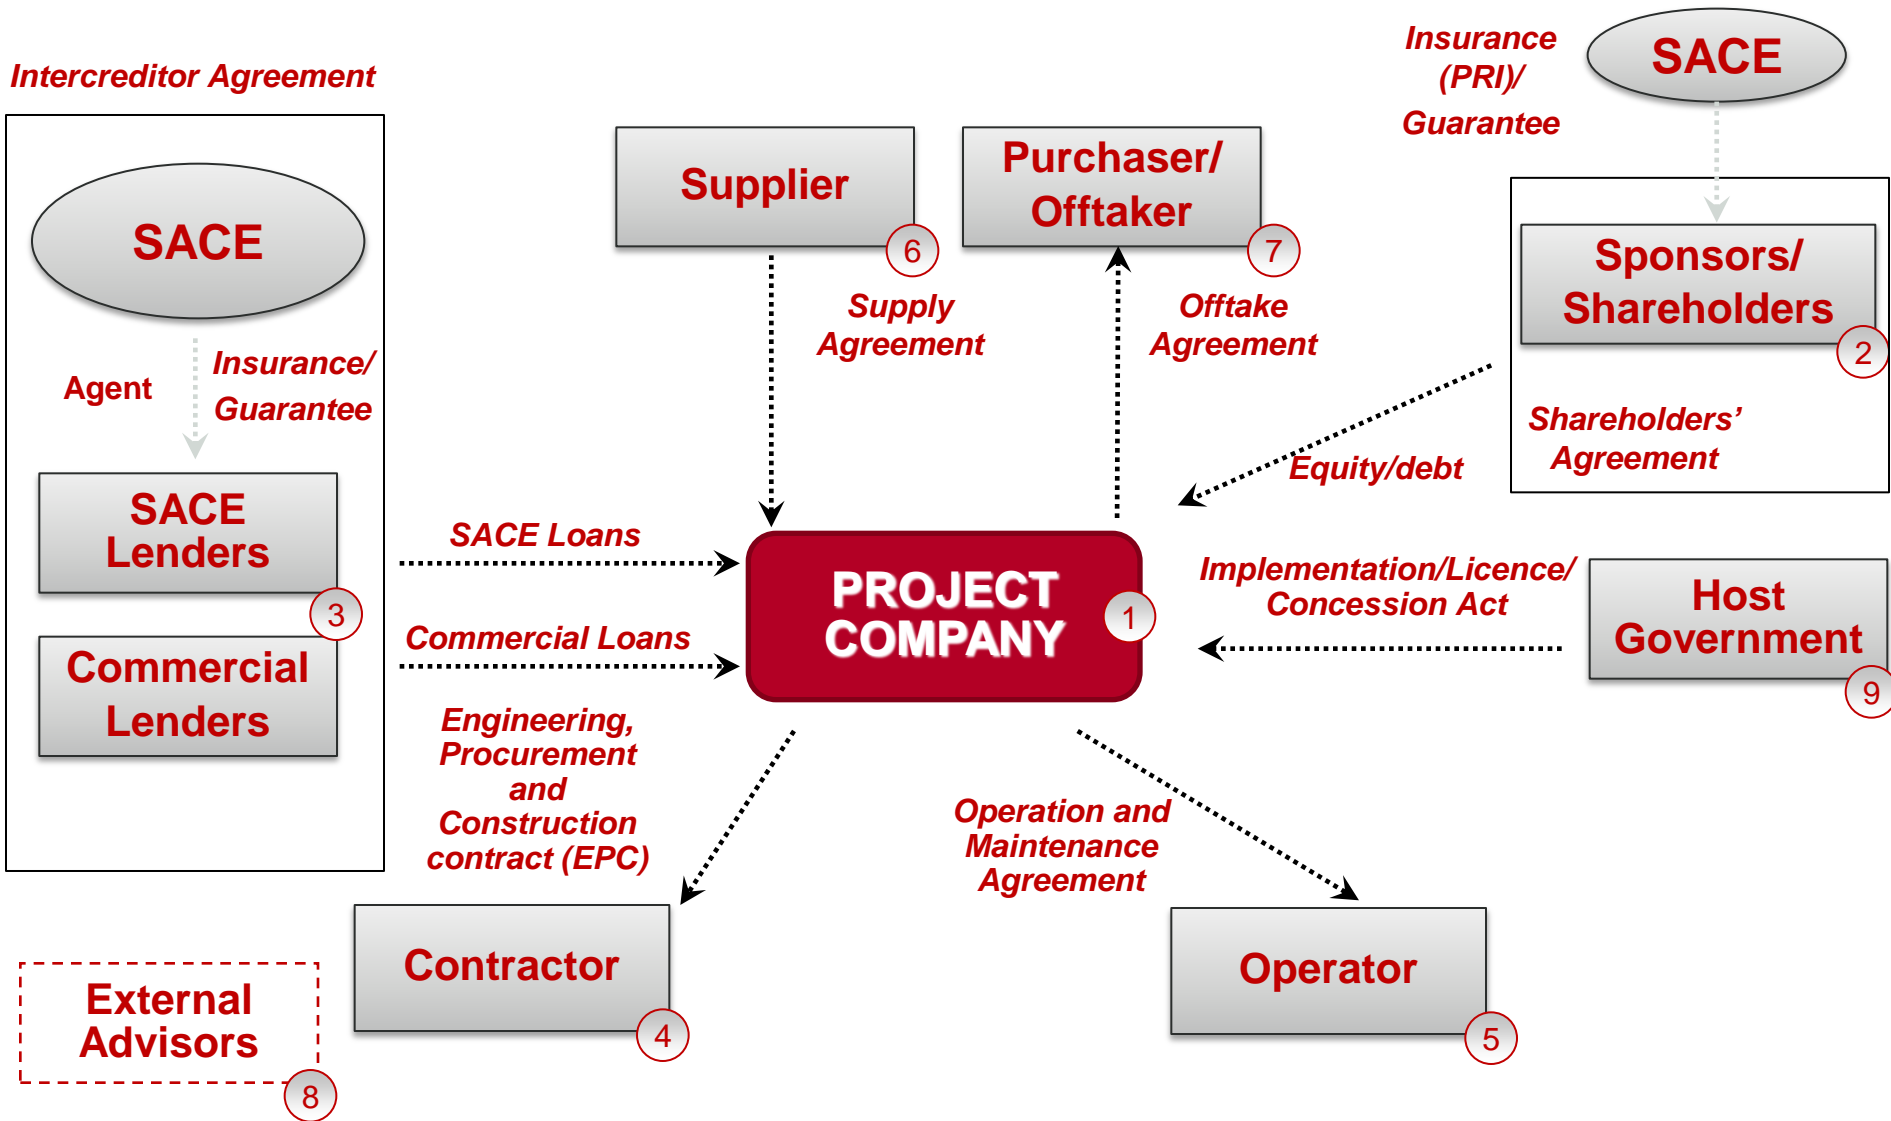 Intercreditor Agreement
SACE
Agent
Insurance/
Guarantee
SACE
Lenders
3
Commercial
Lenders
Supplier
6
Supply
Agreement
Purchaser/
Offtaker
7
Offtake
Agreement
Insurance
(PRI)/
Guarantee
SACE
Sponsors/
Shareholders
2
Shareholders’
Agreement
Equity/debt
SACE Loans
Commercial Loans
PROJECT
COMPANY
1
Implementation/Licence/
Concession Act
Host
Government
9
Engineering,
Procurement
and
Construction
contract (EPC)
Operation and
Maintenance
Agreement
Contractor
4
Operator
5
External
Advisors
8